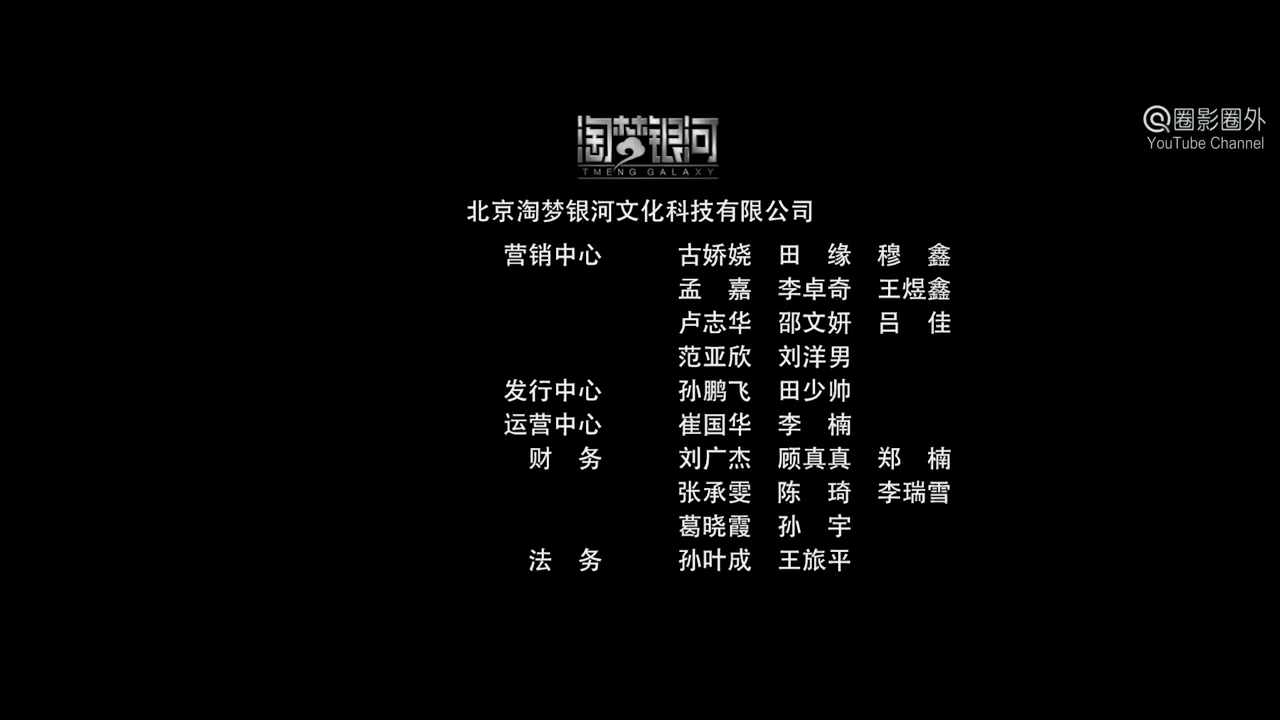 淘梦银河
TMENG GALAXY
圈影圈外
YouTube Channel
北京淘梦银河文化科技有限公司
营销中心 古娇娆 田 缘 穆 鑫
孟 嘉 李卓奇 王煜鑫
卢志华 邵文妍 吕 佳
范亚欣 刘洋男
发行中心 孙鹏飞 田少帅
运营中心 崔国华 李 楠
财 务 刘广杰 顾真真 郑 楠
张承雯 陈 琦 李瑞雪
葛晓霞 孙 宇
法 务 孙叶成 王旅平